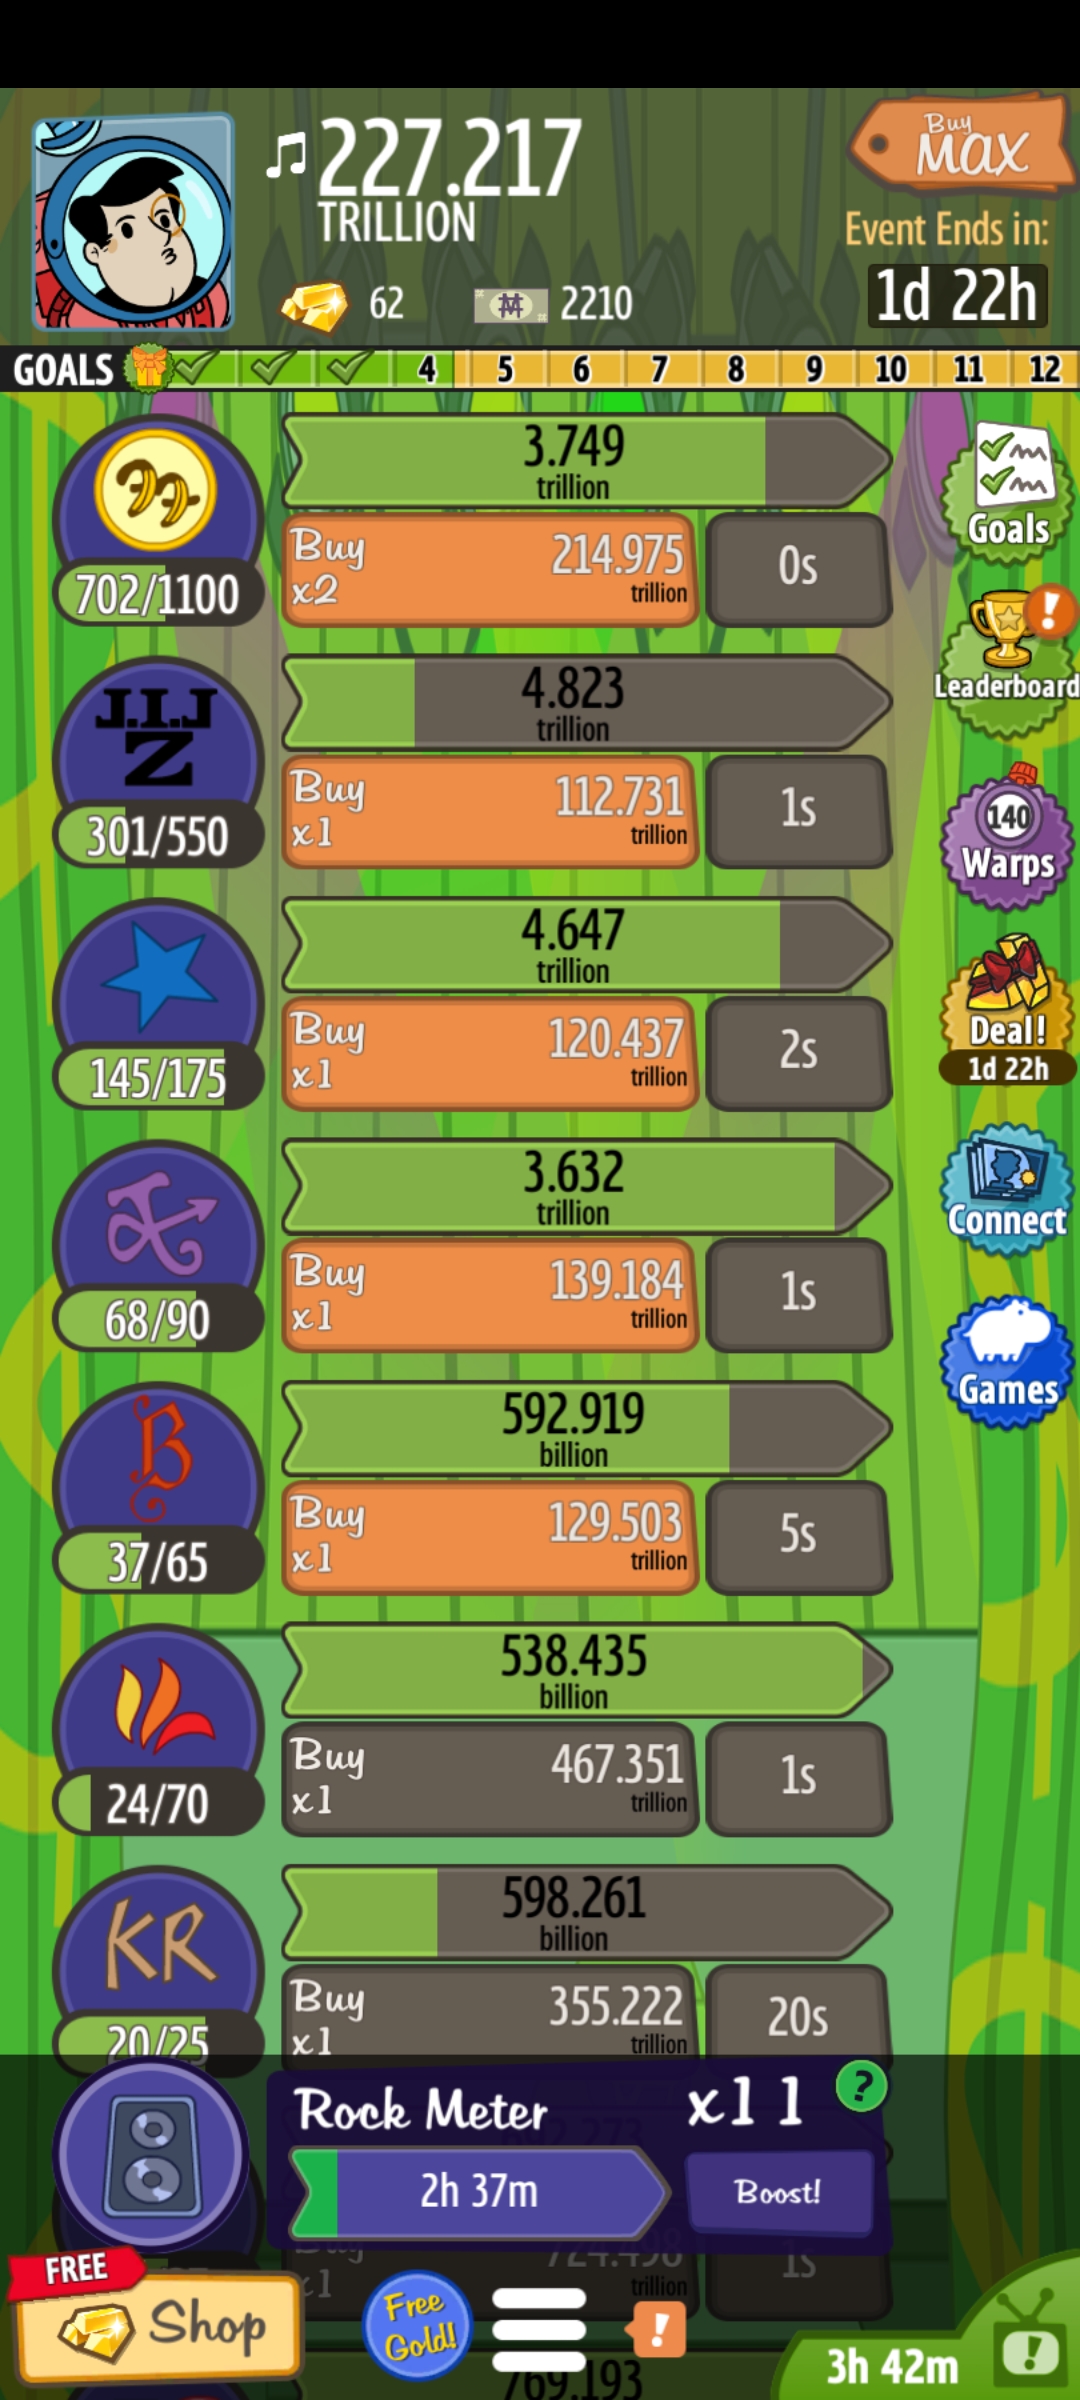 227.217
TRILLION
62
2210
Buy
MAX
Event Ends in:
1d 22h
GOALS 4 5 6 7 8 9 10 11 12
3.749
trillion
702/1100
Buy
x2
214.975
trillion
0s
Goals
J.I.J
Z
4.823
trillion
301/550
Buy
x1
112.731
trillion
1s
!
Leaderboard
140
Warps
4.647
trillion
145/175
Buy
x1
120.437
trillion
2s
Deal!
1d 22h
3.632
trillion
68/90
Buy
x1
139.184
trillion
1s
Connect
B
592.919
billion
37/65
Buy
x1
129.503
trillion
5s
Games
538.435
billion
24/70
Buy
x1
467.351
trillion
1s
KR
598.261
billion
20/25
Buy
x1
355.222
trillion
20s
Rock Meter
x11
?
2h 37m
Boost!
Buy
x1
724.498
trillion
1s
FREE
Shop
Free
Gold!
!
769.193
3h 42m
!